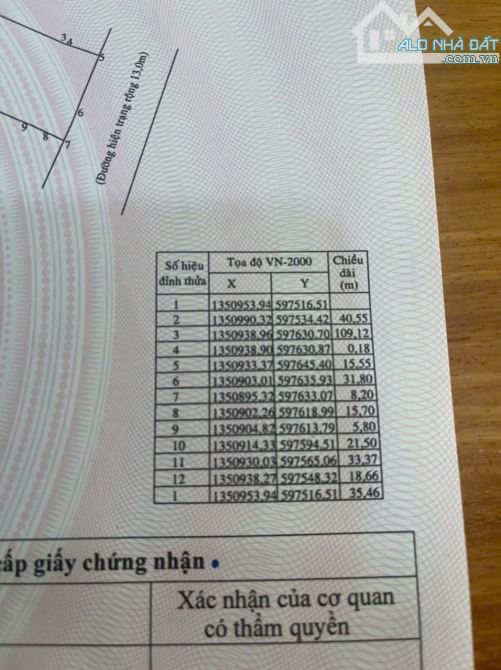 ALO NHÀ ĐẤT
.com.vn
3 4
5
6
9
8
7
(Đường hiện trạng rộng 13,0m)
Số hiệu đỉnh thửa | Tọa độ VN-2000 | Chiều dài (m)
X | Y
1 | 1350953.94 | 597516.51
2 | 1350990.32 | 597534.42 | 40.55
3 | 1350938.96 | 597630.70 | 109.12
4 | 1350938.90 | 597630.87 | 0.18
5 | 1350933.37 | 597645.40 | 15.55
6 | 1350903.01 | 597635.93 | 31.80
7 | 1350895.32 | 597633.07 | 8.20
8 | 1350902.26 | 597618.99 | 15.70
9 | 1350904.82 | 597613.79 | 5.80
10 | 1350914.33 | 597594.51 | 21.50
11 | 1350930.03 | 597565.06 | 33.37
12 | 1350938.27 | 597548.32 | 18.66
1 | 1350953.94 | 597516.51 | 35.46
cấp giấy chứng nhận
Xác nhận của cơ quan
có thẩm quyền